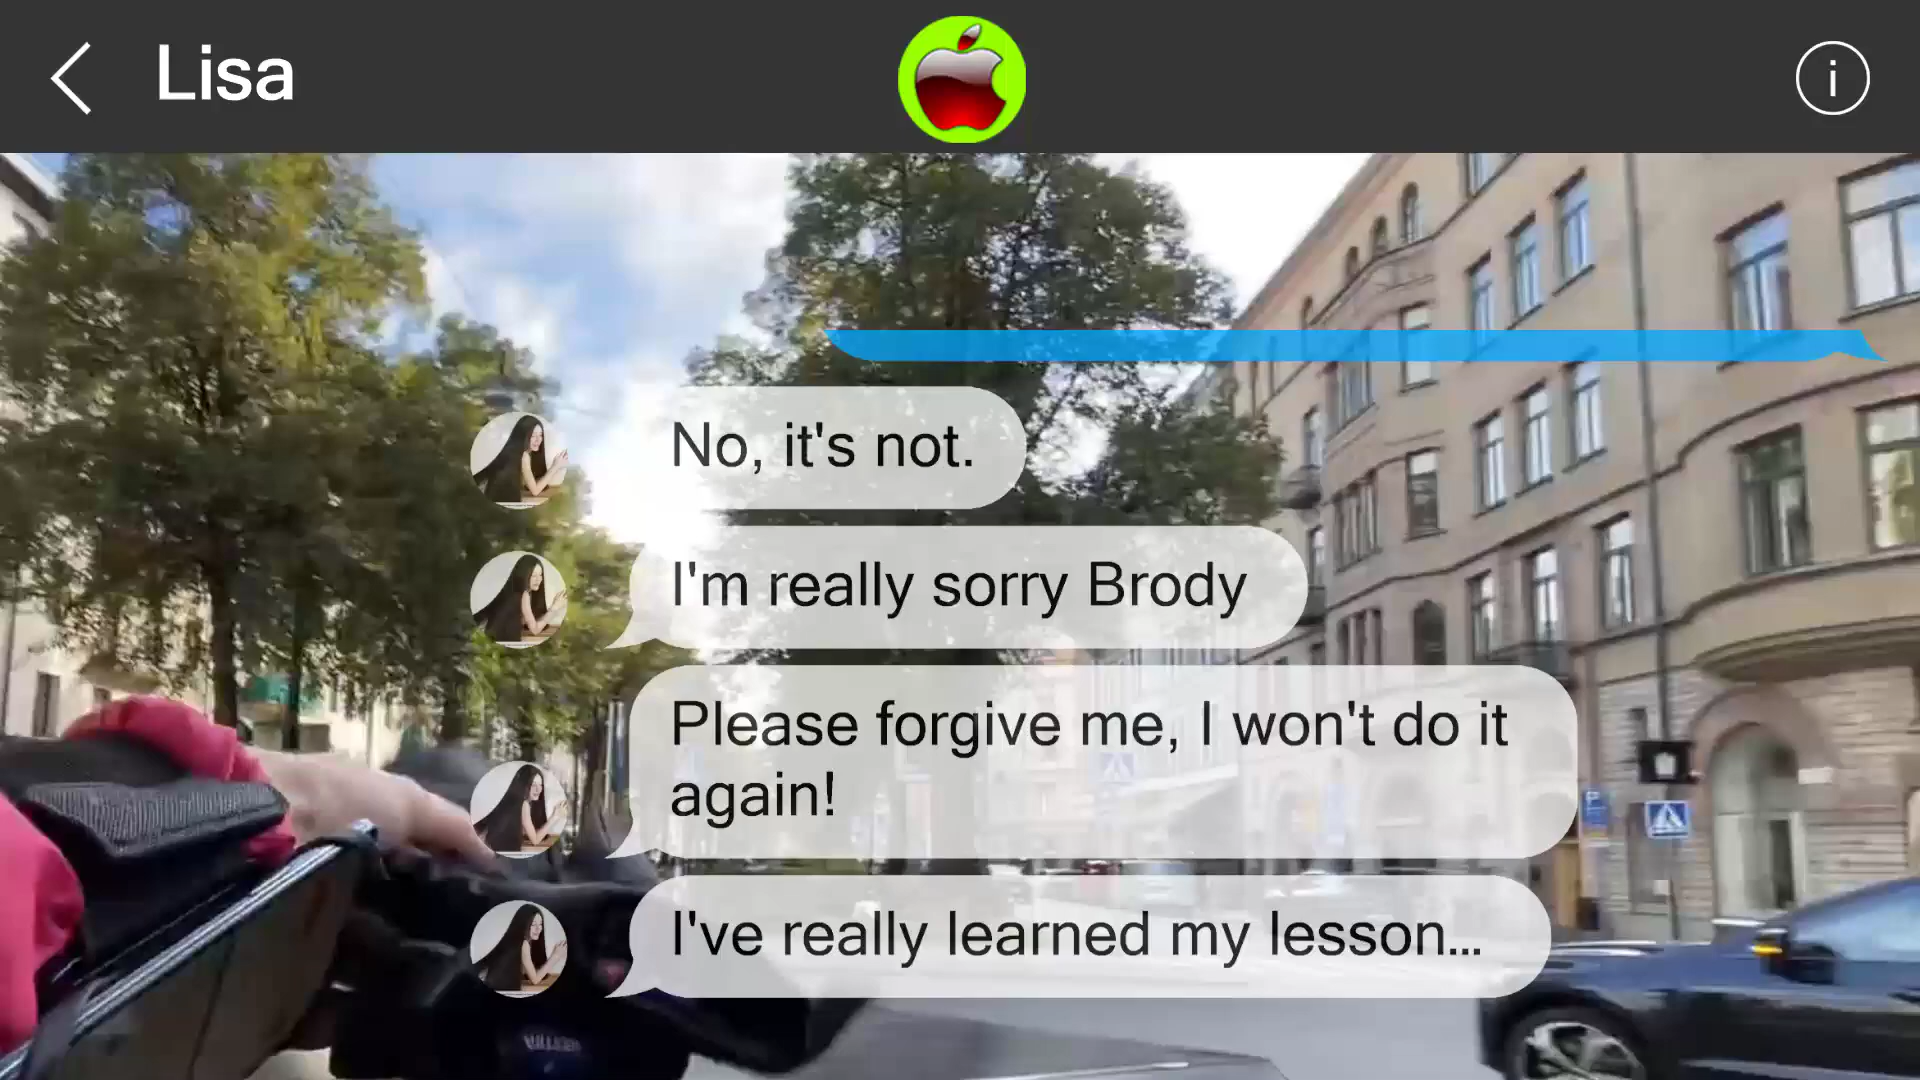 Lisa
No, it's not.
I'm really sorry Brody
Please forgive me, I won't do it
again!
I've really learned my lesson...
P